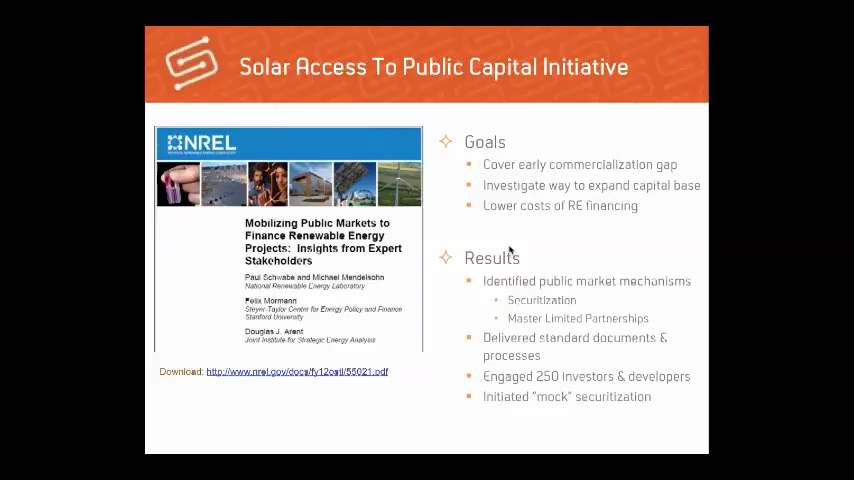 Solar Access To Public Capital Initiative
NREL
NATIONAL RENEWABLE ENERGY LABORATORY
Mobilizing Public Markets to
Finance Renewable Energy
Projects: Insights from Expert
Stakeholders
Paul Schwabe and Michael Mendelsohn
National Renewable Energy Laboratory
Felix Mormann
Steyer-Taylor Center for Energy Policy and Finance
Stanford University
Douglas J. Arent
Joint Institute for Strategic Energy Analysis
Download: http://www.nrel.gov/docs/fy12osti/55021.pdf
Goals
Cover early commercialization gap
Investigate way to expand capital base
Lower costs of RE financing
Results
Identified public market mechanisms
Securitization
Master Limited Partnerships
Delivered standard documents &
processes
Engaged 250 Investors & developers
Initiated "mock" securitization